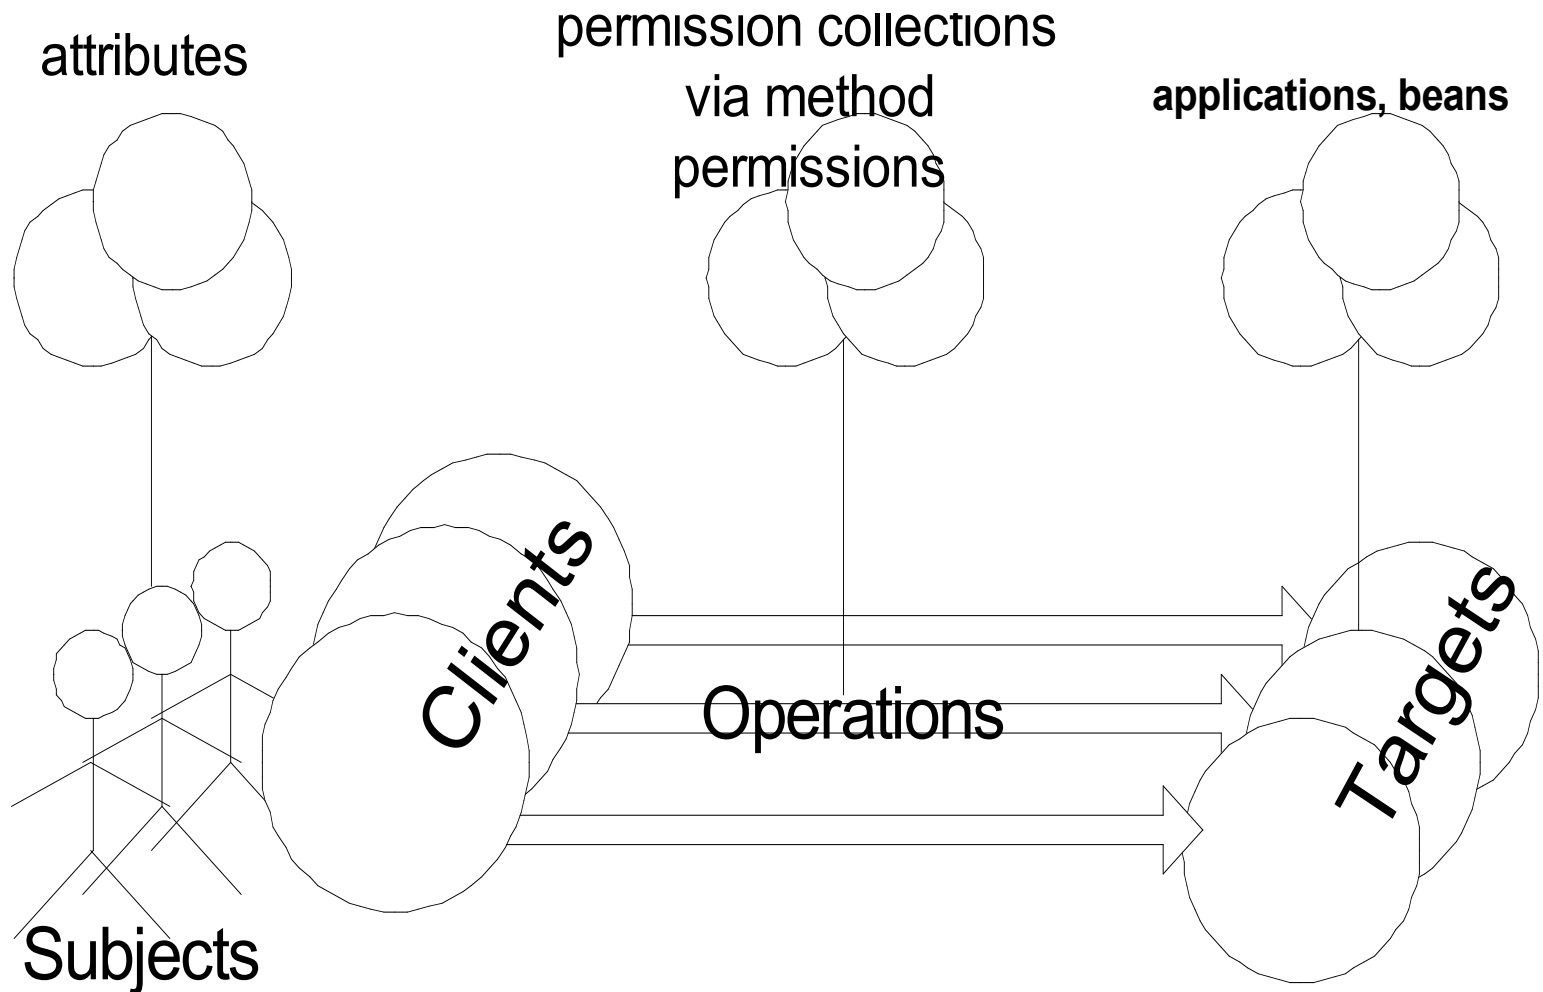 attributes
permission collections
via method
permissions
applications, beans
Clients
Operations
Targets
Subjects